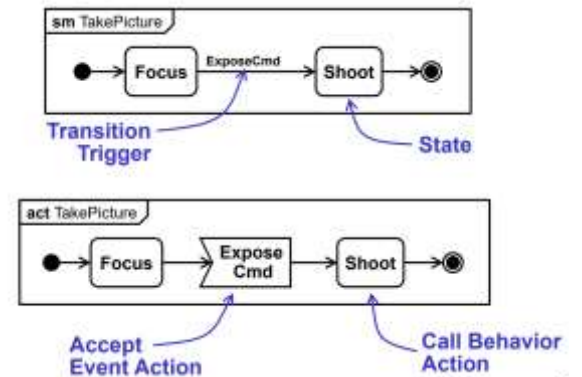 sm TakePicture
Focus
ExposeCmd
Shoot
Transition
Trigger
State
act TakePicture
Focus
Expose
Cmd
Shoot
Accept
Event Action
Call Behavior
Action